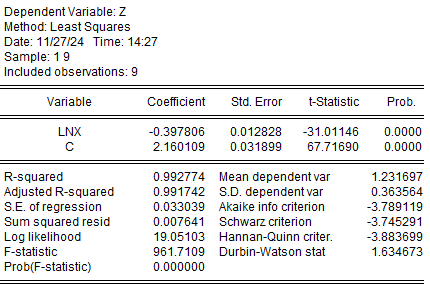 Dependent Variable: Z
Method: Least Squares
Date: 11/27/24 Time: 14:27
Sample: 1 9
Included observations: 9
Variable Coefficient Std. Error t-Statistic Prob.
LNX -0.397806 0.012828 -31.01146 0.0000
C 2.160109 0.031899 67.71690 0.0000
R-squared 0.992774 Mean dependent var 1.231697
Adjusted R-squared 0.991742 S.D. dependent var 0.363564
S.E. of regression 0.033039 Akaike info criterion -3.789119
Sum squared resid 0.007641 Schwarz criterion -3.745291
Log likelihood 19.05103 Hannan-Quinn criter. -3.883699
F-statistic 961.7109 Durbin-Watson stat 1.634673
Prob(F-statistic) 0.000000